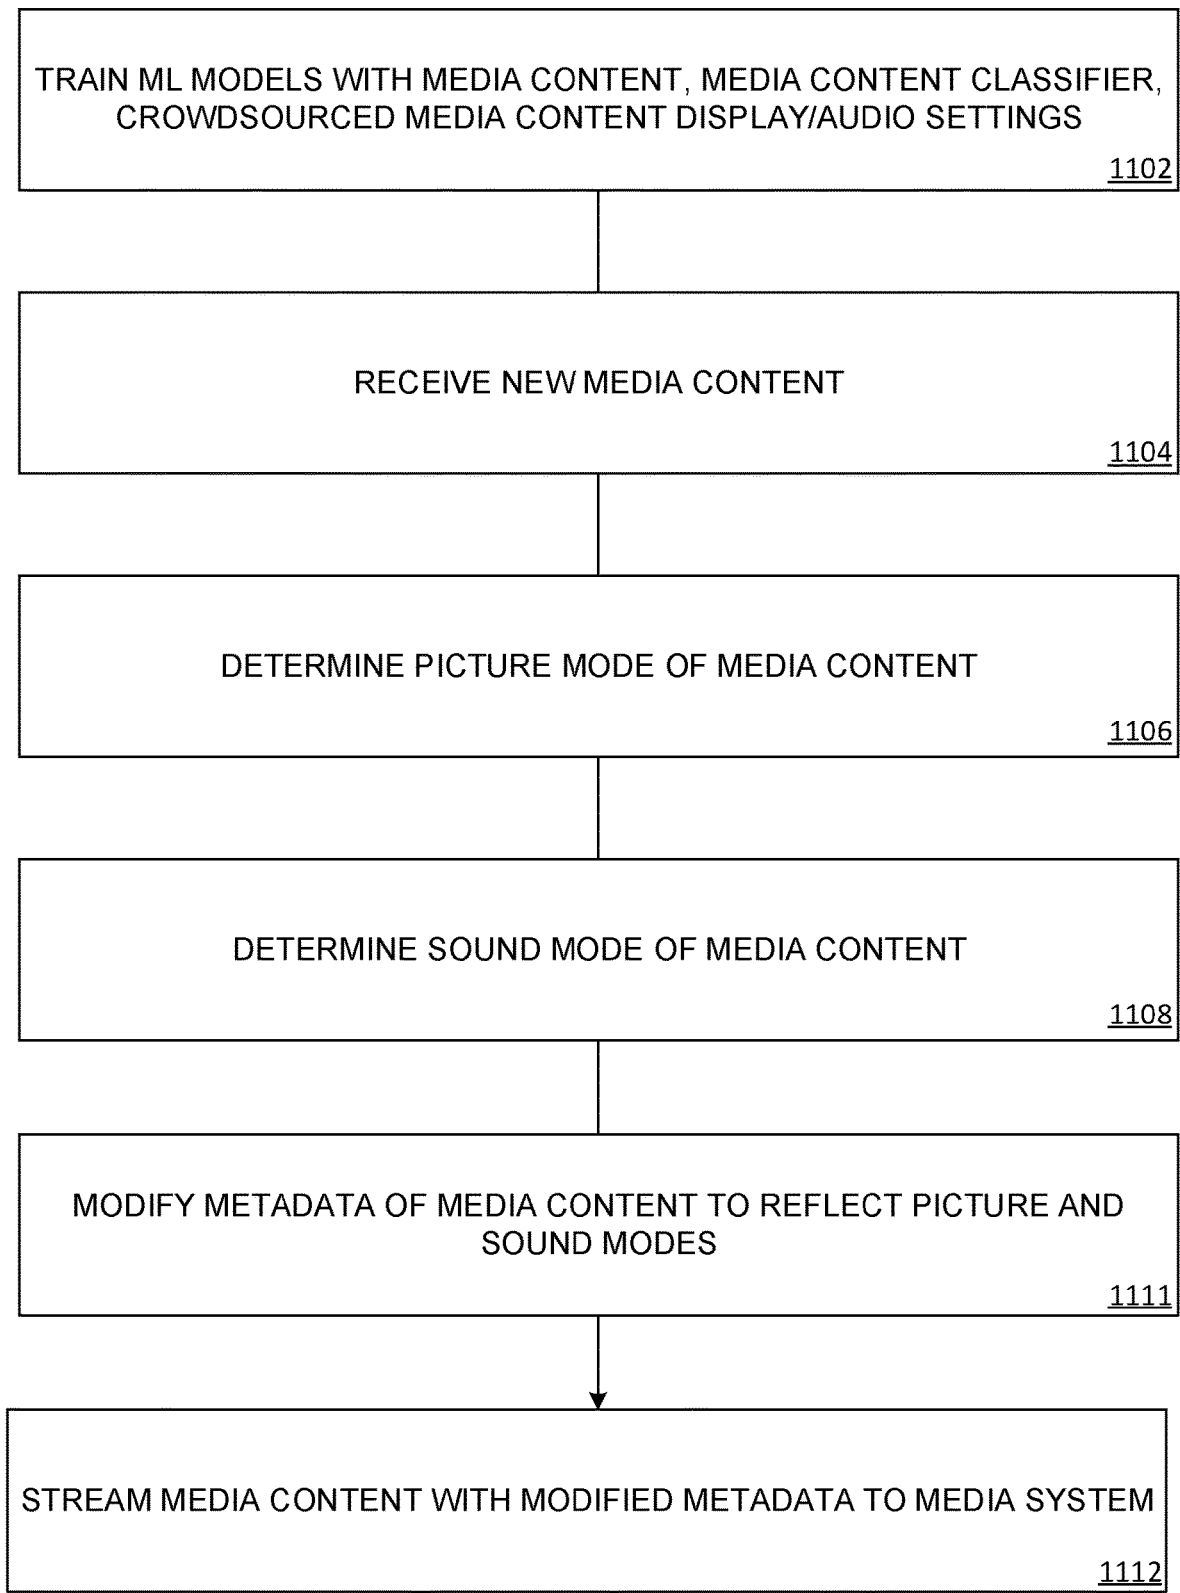 TRAIN ML MODELS WITH MEDIA CONTENT, MEDIA CONTENT CLASSIFIER,
CROWDSOURCED MEDIA CONTENT DISPLAY/AUDIO SETTINGS
1102
RECEIVE NEW MEDIA CONTENT
1104
DETERMINE PICTURE MODE OF MEDIA CONTENT
1106
DETERMINE SOUND MODE OF MEDIA CONTENT
1108
MODIFY METADATA OF MEDIA CONTENT TO REFLECT PICTURE AND
SOUND MODES
1111
STREAM MEDIA CONTENT WITH MODIFIED METADATA TO MEDIA SYSTEM
1112